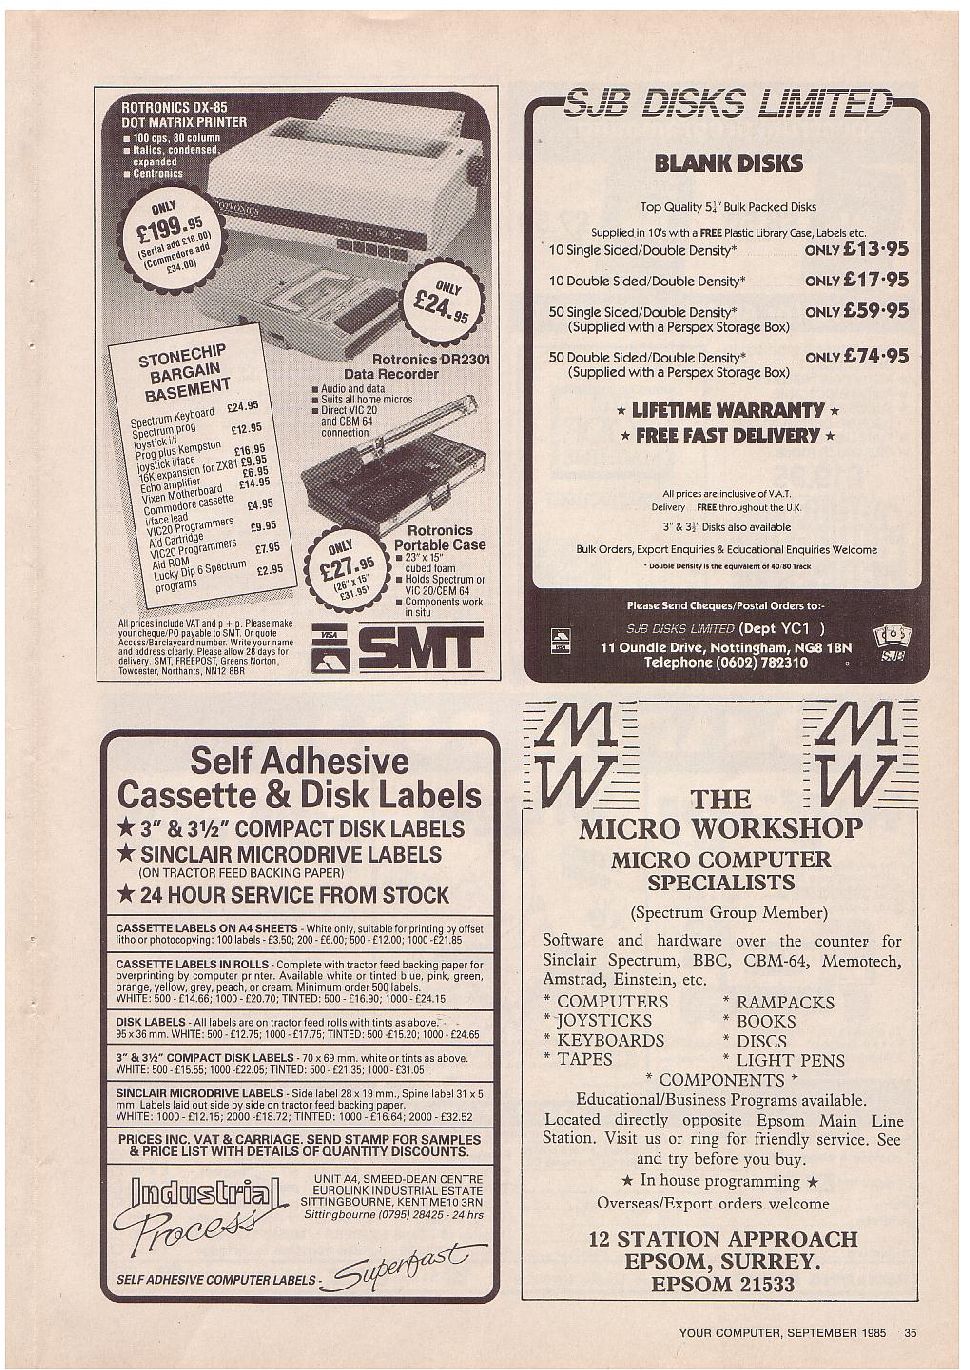 ROTRONICS DX-85
DOT MATRIX PRINTER
■ 100 cps, 80 column
■ Italics, condensed,
expanded
■ Centronics
ONLY
£199.95
(Serial add £18.00)
(Commodore add
£34.00)
ONLY
£24.95
Rotronics DR2301
Data Recorder
■ Audio and data
■ Suits all home micros
■ Direct VIC 20
and CBM 64
connection
STONECHIP
BARGAIN
BASEMENT
Spectrum Keyboard £24.95
Spectrum prog
joystick i/f £12.95
Prog plus Kempston
joystick i/face £16.95
16K expansion for ZX81 £9.95
Echo amplifier £6.95
Vixen Motherboard £14.95
Commodore cassette
i/face lead £4.95
VIC20 Programmers
Aid Cartridge £9.95
VIC20 Programmers
Aid ROM £7.95
Lucky Dip 6 Spectrum
programs £2.95
ONLY
£27.95
(26" x 15"
£31.95)
Rotronics
Portable Case
■ 23" x 15"
cubed foam
■ Holds Spectrum or
VIC 20/CBM 64
■ Components work
in situ
All prices include VAT and p + p. Please make
your cheque/PO payable to SMT. Or quote
Access/Barclaycard number. Write your name
and address clearly. Please allow 28 days for
delivery. SMT, FREEPOST, Greens Norton,
Towcester, Northants, NN12 8BR
VISA
SMT
SJB DISKS LIMITED
BLANK DISKS
Top Quality 5¼" Bulk Packed Disks
Supplied in 10's with a FREE Plastic Library Case, Labels etc.
10 Single Sided/Double Density* ONLY £13·95
10 Double Sided/Double Density* ONLY £17·95
50 Single Sided/Double Density* ONLY £59·95
(Supplied with a Perspex Storage Box)
50 Double Sided/Double Density* ONLY £74·95
(Supplied with a Perspex Storage Box)
★ LIFETIME WARRANTY ★
★ FREE FAST DELIVERY ★
All prices are inclusive of V.A.T.
Delivery FREE throughout the U.K.
3" & 3½" Disks also available
Bulk Orders, Export Enquiries & Educational Enquiries Welcome
* Double Density is the equivalent of 40/80 track
Please Send Cheques/Postal Orders to:-
SJB DISKS LIMITED (Dept YC1 )
11 Oundle Drive, Nottingham, NG8 1BN
Telephone (0602) 782310
SJB
Self Adhesive
Cassette & Disk Labels
★ 3" & 3½" COMPACT DISK LABELS
★ SINCLAIR MICRODRIVE LABELS
(ON TRACTOR FEED BACKING PAPER)
★ 24 HOUR SERVICE FROM STOCK
CASSETTE LABELS ON A4 SHEETS - White only, suitable for printing by offset
litho or photocopying: 100 labels - £3.50; 200 - £6.00; 500 - £12.00; 1000 - £21.85
CASSETTE LABELS IN ROLLS - Complete with tractor feed backing paper for
overprinting by computer printer. Available white or tinted blue, pink, green,
orange, yellow, grey, peach, or cream. Minimum order 500 labels.
WHITE: 500 - £14.66; 1000 - £20.70; TINTED: 500 - £16.90; 1000 - £24.15
DISK LABELS - All labels are on tractor feed rolls with tints as above.
95 x 36 mm. WHITE: 500 - £12.75; 1000 - £17.75; TINTED: 500 - £15.20; 1000 - £24.65
3" & 3½" COMPACT DISK LABELS - 70 x 69 mm. white or tints as above.
WHITE: 500 - £15.55; 1000 - £22.05; TINTED: 500 - £21.35; 1000 - £31.05
SINCLAIR MICRODRIVE LABELS - Side label 28 x 19 mm., Spine label 31 x 5
mm. Labels laid out side by side on tractor feed backing paper.
WHITE: 1000 - £12.15; 2000 - £18.72; TINTED: 1000 - £16.64; 2000 - £32.52
PRICES INC. VAT & CARRIAGE. SEND STAMP FOR SAMPLES
& PRICE LIST WITH DETAILS OF QUANTITY DISCOUNTS.
Industrial
Process
UNIT A4, SMEED-DEAN CENTRE
EUROLINK INDUSTRIAL ESTATE
SITTINGBOURNE, KENT ME10 3RN
Sittingbourne (0795) 28425 - 24 hrs
SELF ADHESIVE COMPUTER LABELS - Superfast
MW
MW
THE
MICRO WORKSHOP
MICRO COMPUTER
SPECIALISTS
(Spectrum Group Member)
Software and hardware over the counter for
Sinclair Spectrum, BBC, CBM-64, Memotech,
Amstrad, Einstein, etc.
* COMPUTERS * RAMPACKS
* JOYSTICKS * BOOKS
* KEYBOARDS * DISCS
* TAPES * LIGHT PENS
* COMPONENTS *
Educational/Business Programs available.
Located directly opposite Epsom Main Line
Station. Visit us or ring for friendly service. See
and try before you buy.
★ In house programming ★
Overseas/Export orders welcome
12 STATION APPROACH
EPSOM, SURREY.
EPSOM 21533
YOUR COMPUTER, SEPTEMBER 1985 35